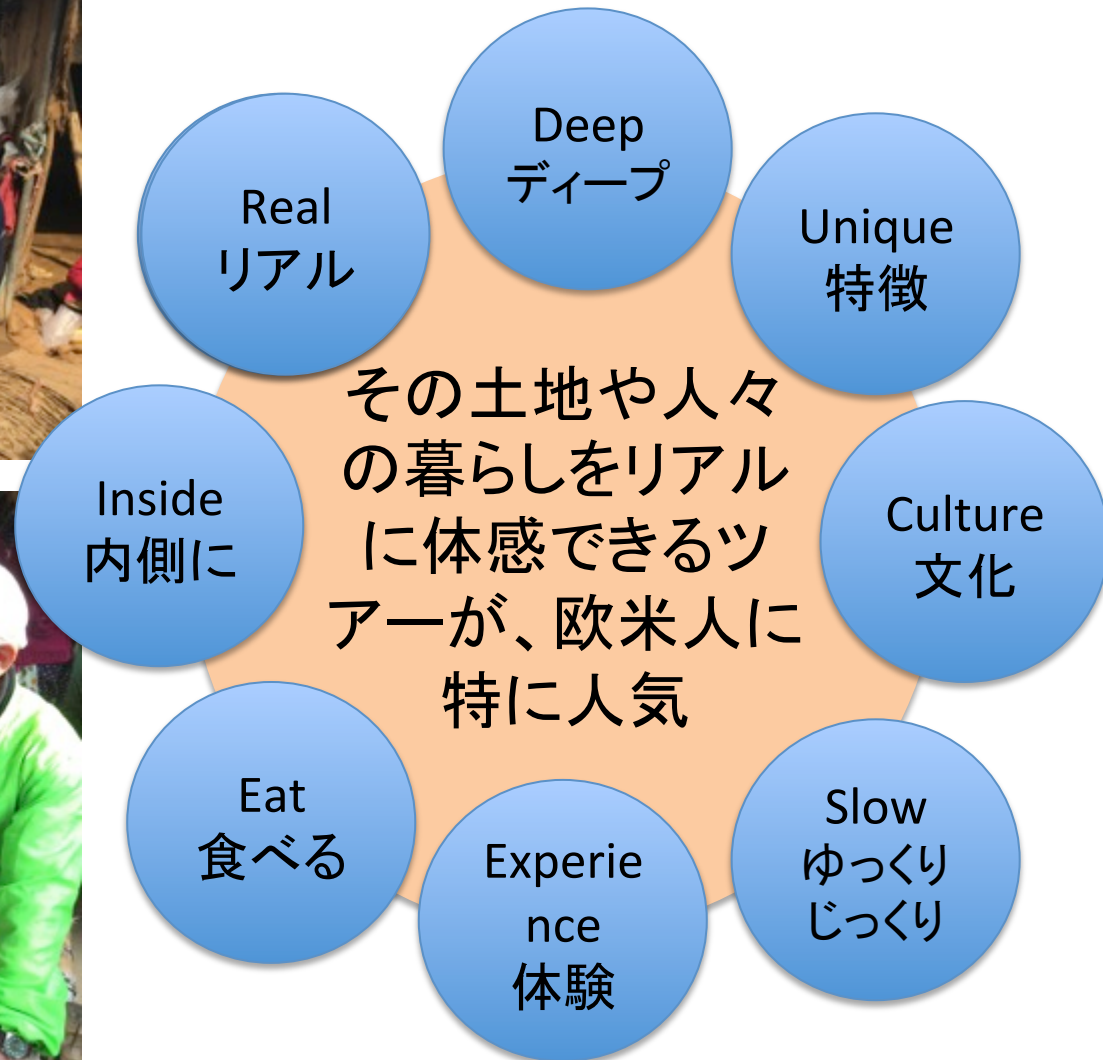 Deep
ディープ
Real
リアル
Unique
特徴
その土地や人々
の暮らしをリアル
に体感できるツ
アーが、欧米人に
特に人気
Inside
内側に
Culture
文化
Eat
食べる
Experie
nce
体験
Slow
ゆっくり
じっくり